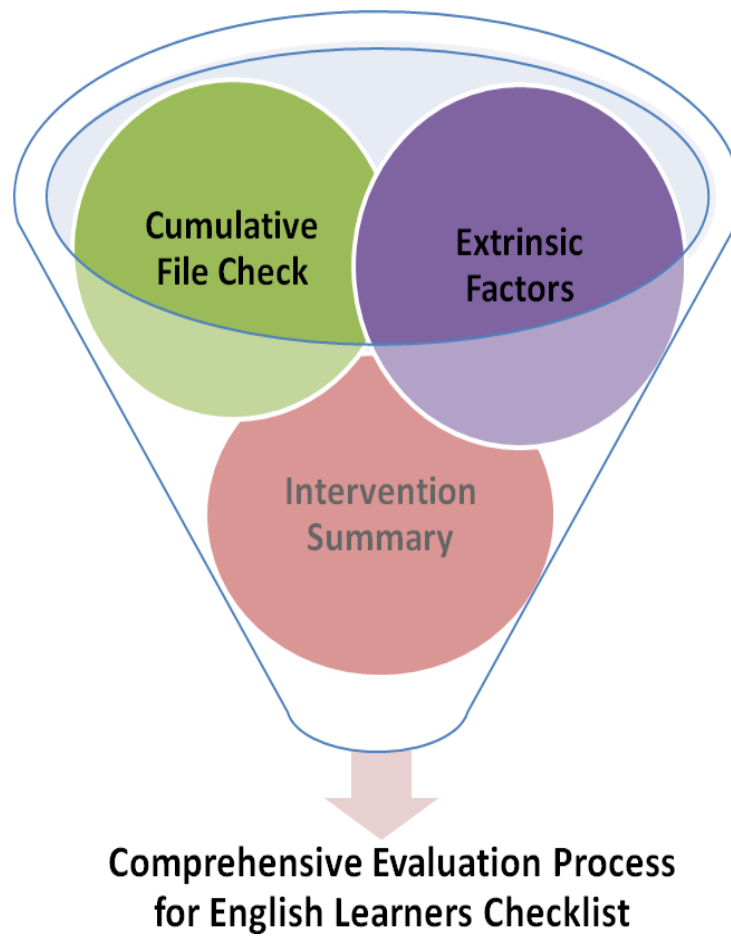 Cumulative
File Check
Extrinsic
Factors
Intervention
Summary
Comprehensive Evaluation Process
for English Learners Checklist